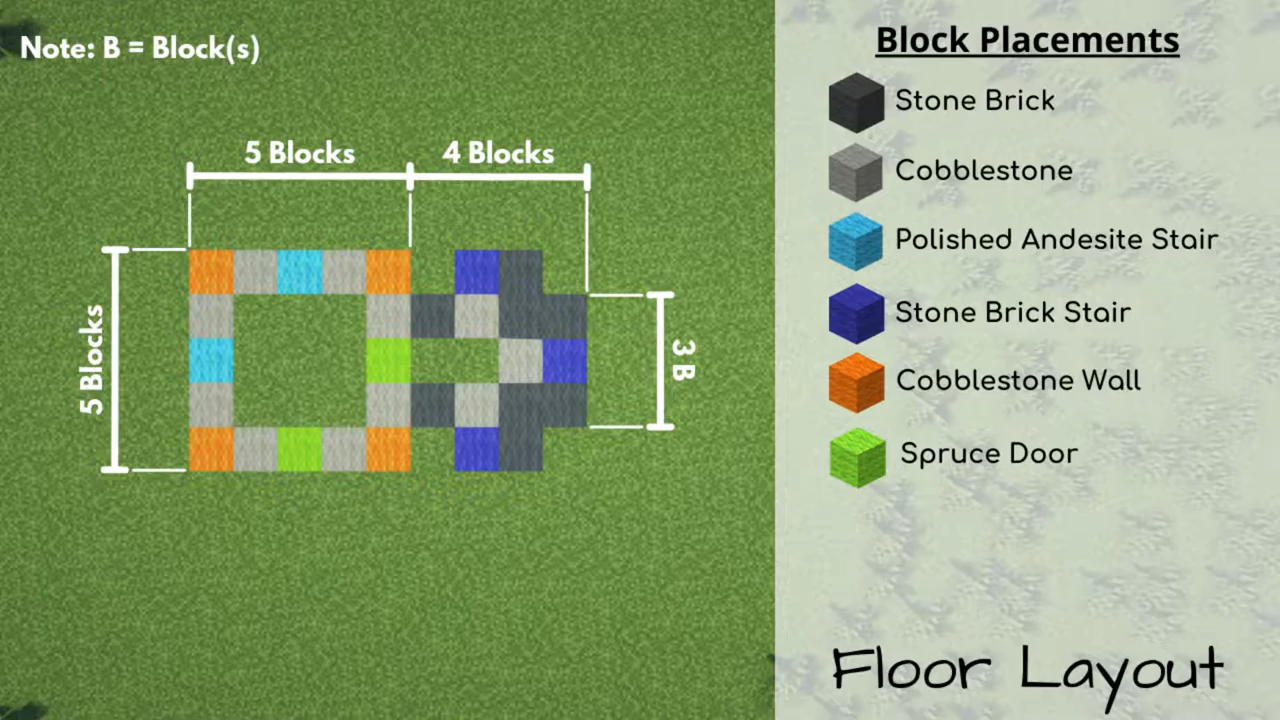 Note: B = Block(s)
5 Blocks
4 Blocks
5 Blocks
3 B
Block Placements
Stone Brick
Cobblestone
Polished Andesite Stair
Stone Brick Stair
Cobblestone Wall
Spruce Door
Floor Layout